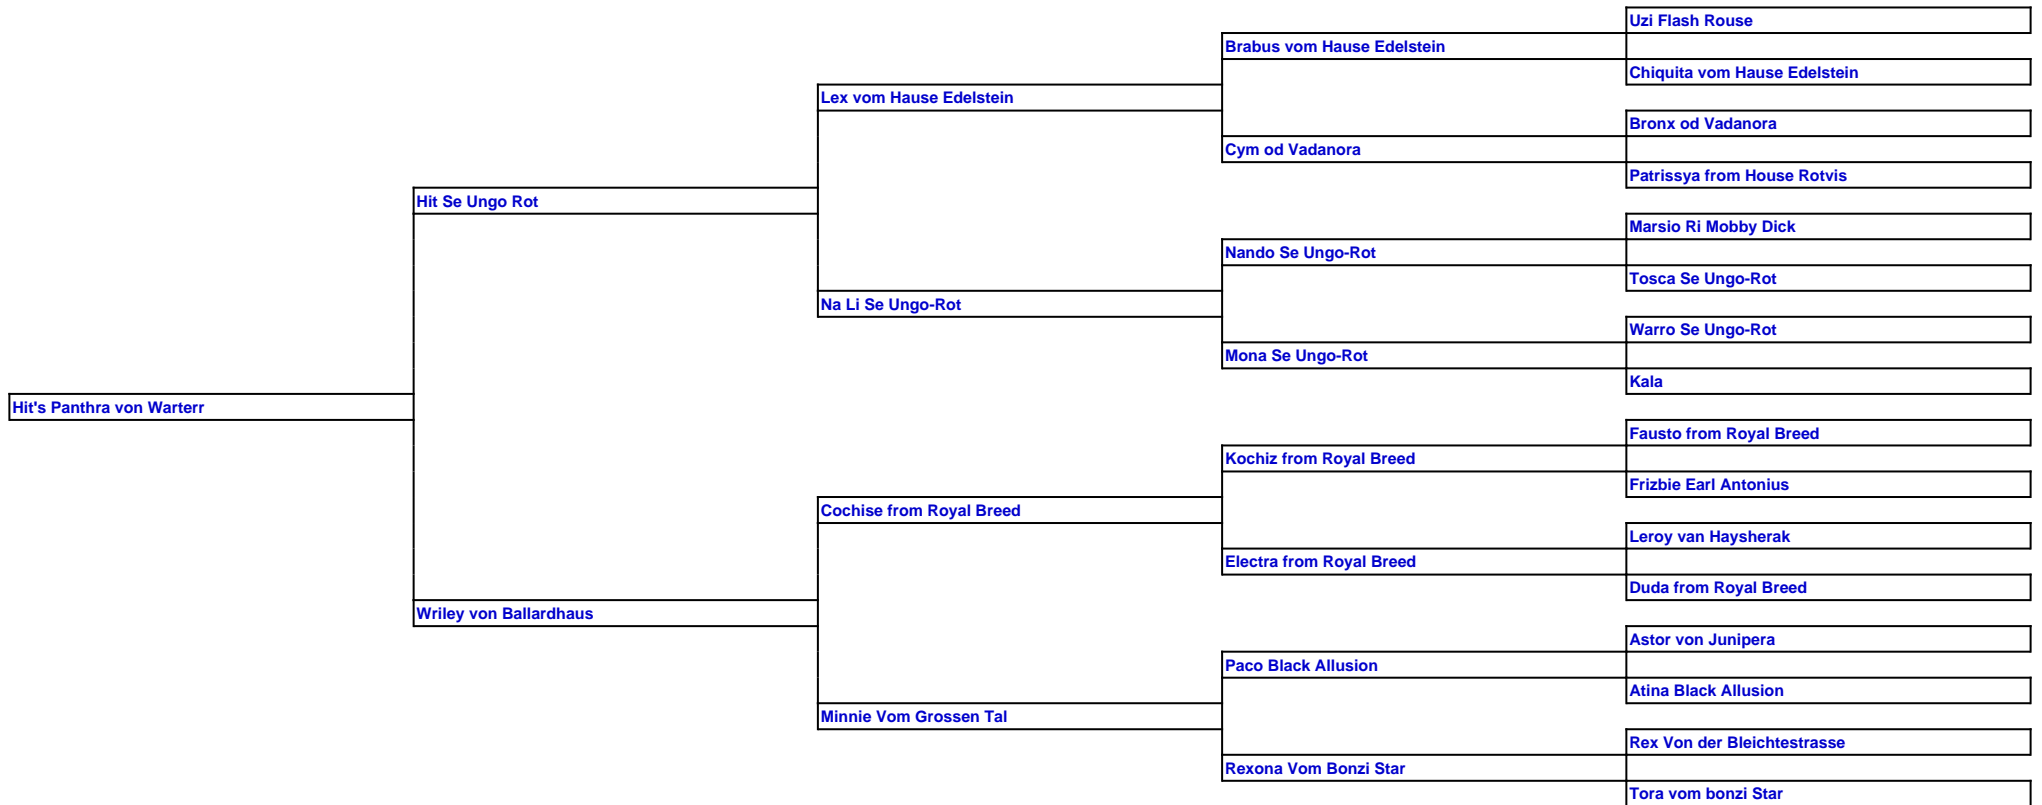 Uzi Flash Rouse
Brabus vom Hause Edelstein
Chiquita vom Hause Edelstein
Lex vom Hause Edelstein
Bronx od Vadanora
Cym od Vadanora
Patrissya from House Rotvis
Hit Se Ungo Rot
Marsio Ri Mobby Dick
Nando Se Ungo-Rot
Tosca Se Ungo-Rot
Na Li Se Ungo-Rot
Warro Se Ungo-Rot
Mona Se Ungo-Rot
Kala
Hit's Panthra von Warterr
Fausto from Royal Breed
Kochiz from Royal Breed
Frizbie Earl Antonius
Cochise from Royal Breed
Leroy van Haysherak
Electra from Royal Breed
Duda from Royal Breed
Wriley von Ballardhaus
Astor von Junipera
Paco Black Allusion
Atina Black Allusion
Minnie Vom Grossen Tal
Rex Von der Bleichtestrasse
Rexona Vom Bonzi Star
Tora vom bonzi Star